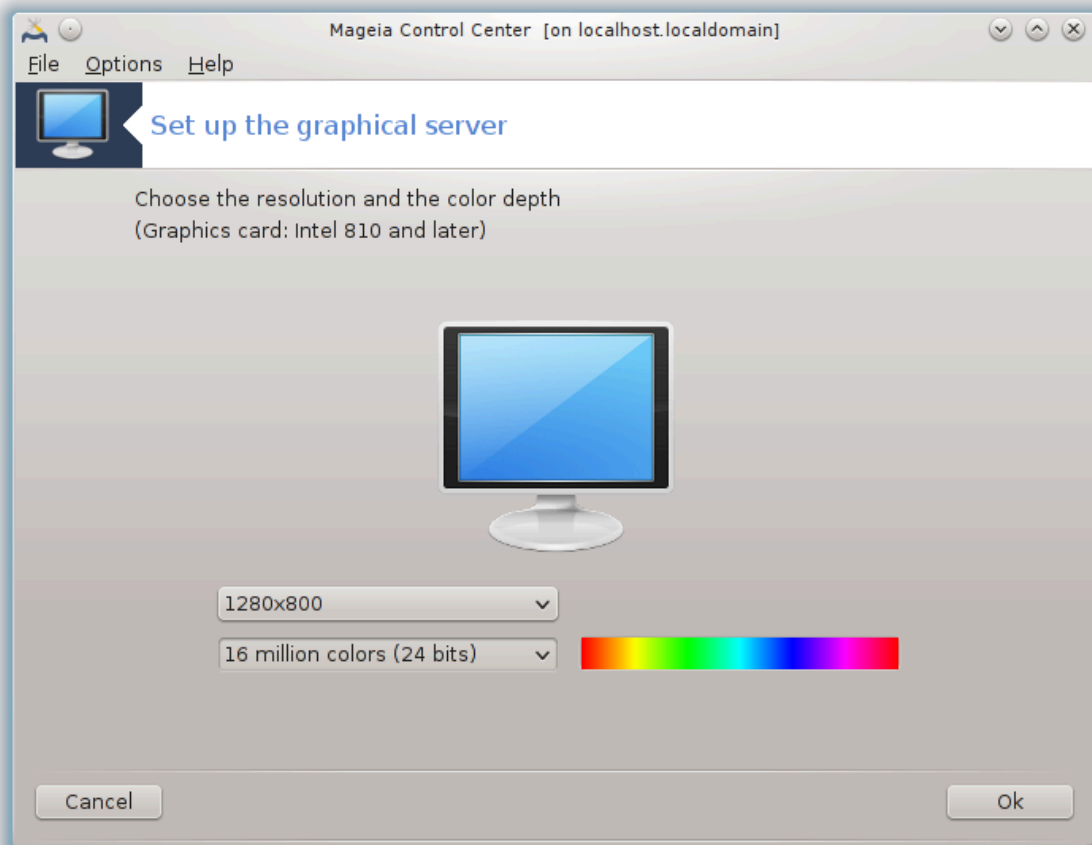 Mageia Control Center [on localhost.localdomain]
File Options Help
Set up the graphical server
Choose the resolution and the color depth
(Graphics card: Intel 810 and later)
1280x800
16 million colors (24 bits)
Cancel Ok